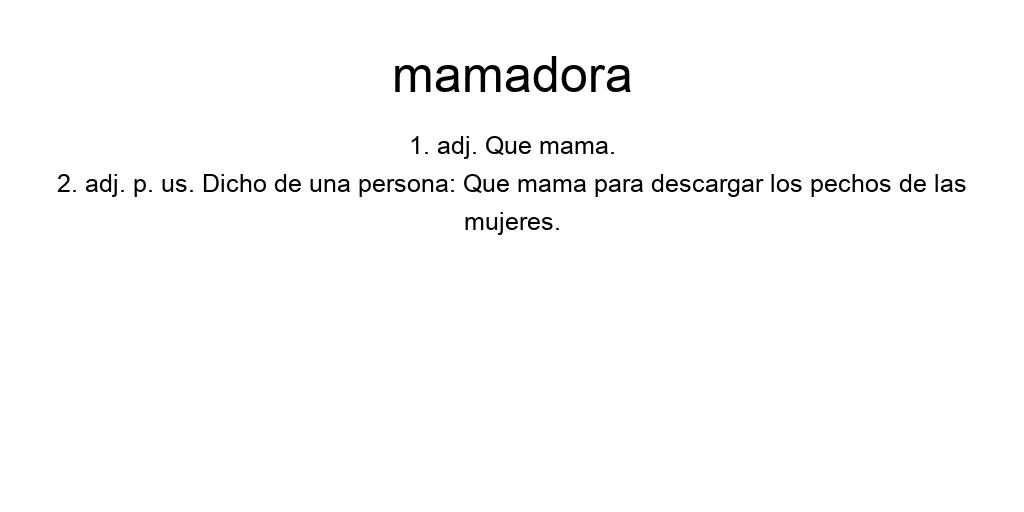 mamadora
1. adj. Que mama.
2. adj. p. us. Dicho de una persona: Que mama para descargar los pechos de las
mujeres.